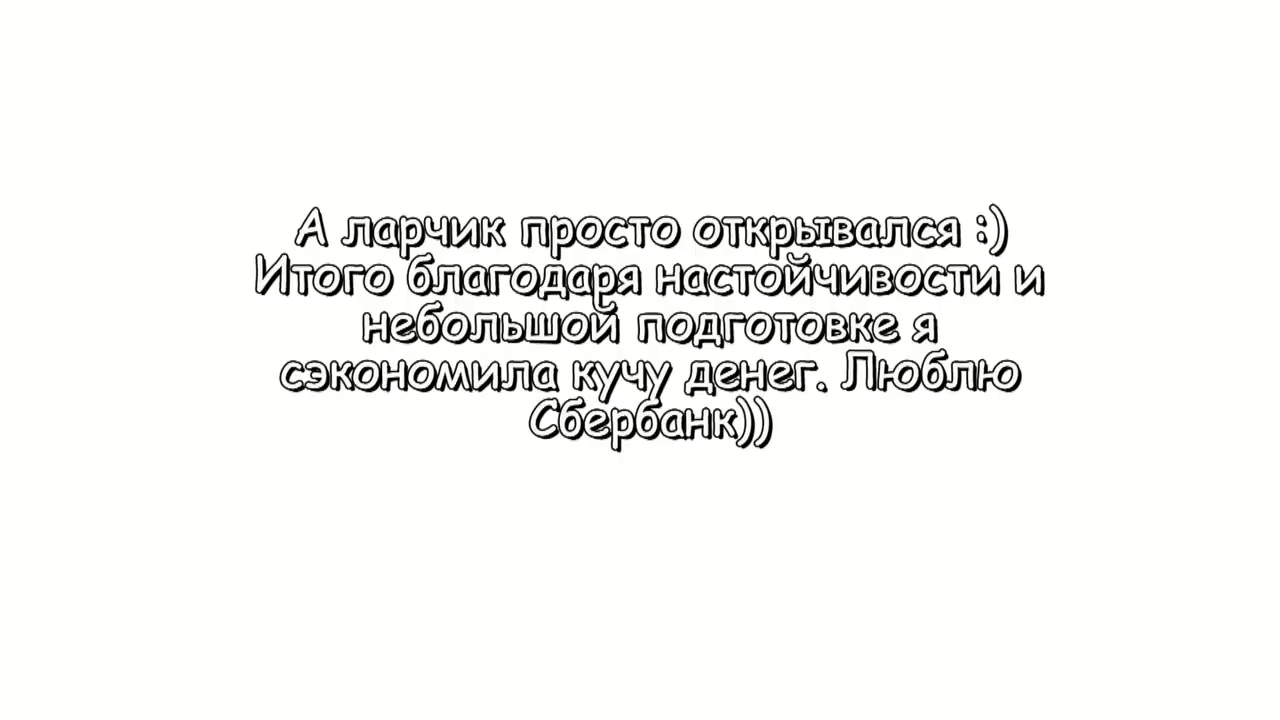 А ларчик просто открывался :)
Итого благодаря настойчивости и
небольшой подготовке я
сэкономила кучу денег. Люблю
Сбербанк))